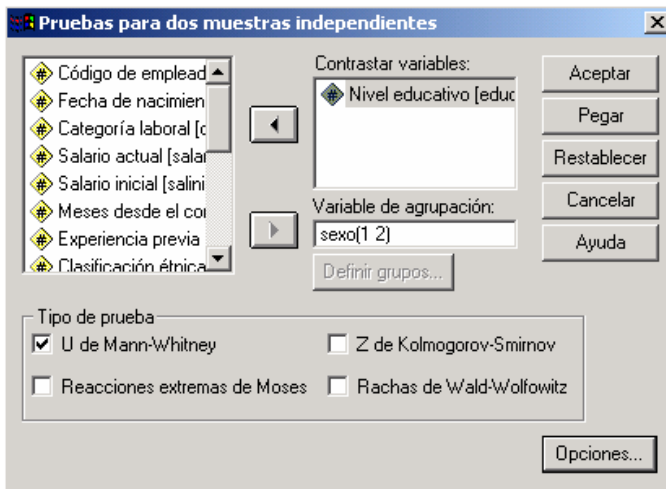 Pruebas para dos muestras independientes
Código de emplead
Fecha de nacimien
Categoría laboral [c
Salario actual [salar
Salario inicial [salini
Meses desde el cor
Experiencia previa
Clasificación étnica
Contrastar variables:
Nivel educativo [educ
Variable de agrupación:
sexo(1 2)
Definir grupos...
Aceptar
Pegar
Restablecer
Cancelar
Ayuda
Tipo de prueba
U de Mann-Whitney
Z de Kolmogorov-Smirnov
Reacciones extremas de Moses
Rachas de Wald-Wolfowitz
Opciones...